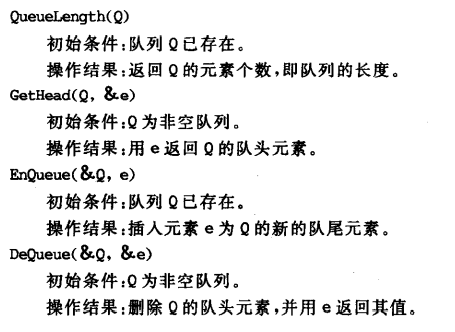 QueueLength(Q)
初始条件:队列 Q 已存在。
操作结果:返回 Q 的元素个数,即队列的长度。
GetHead(Q, &e)
初始条件:Q 为非空队列。
操作结果:用 e 返回 Q 的队头元素。
EnQueue(&Q, e)
初始条件:队列 Q 已存在。
操作结果:插入元素 e 为 Q 的新的队尾元素。
DeQueue(&Q, &e)
初始条件:Q 为非空队列。
操作结果:删除 Q 的队头元素,并用 e 返回其值。